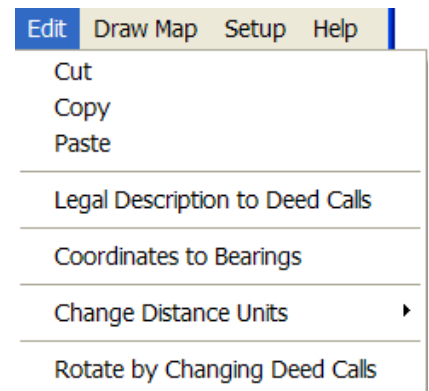 Edit Draw Map Setup Help
Cut
Copy
Paste
Legal Description to Deed Calls
Coordinates to Bearings
Change Distance Units
Rotate by Changing Deed Calls